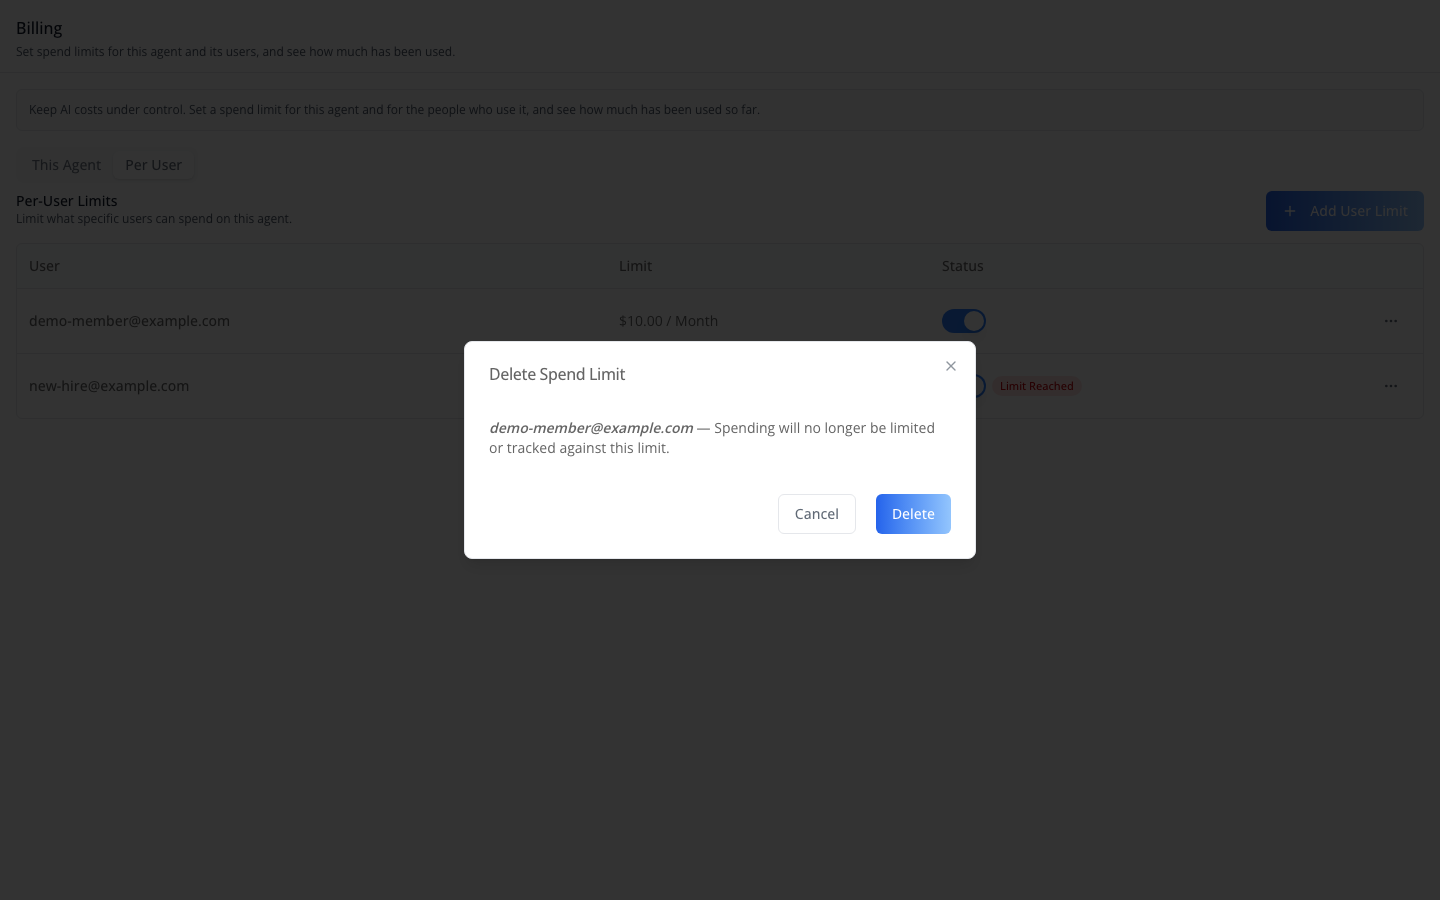 Billing
Set spend limits for this agent and its users, and see how much has been used.
Keep AI costs under control. Set a spend limit for this agent and for the people who use it, and see how much has been used so far.
This Agent Per User
Per-User Limits
Limit what specific users can spend on this agent.
Add User Limit
User Limit Status
demo-member@example.com $10.00 / Month
new-hire@example.com Limit Reached
Delete Spend Limit
demo-member@example.com — Spending will no longer be limited
or tracked against this limit.
Cancel Delete